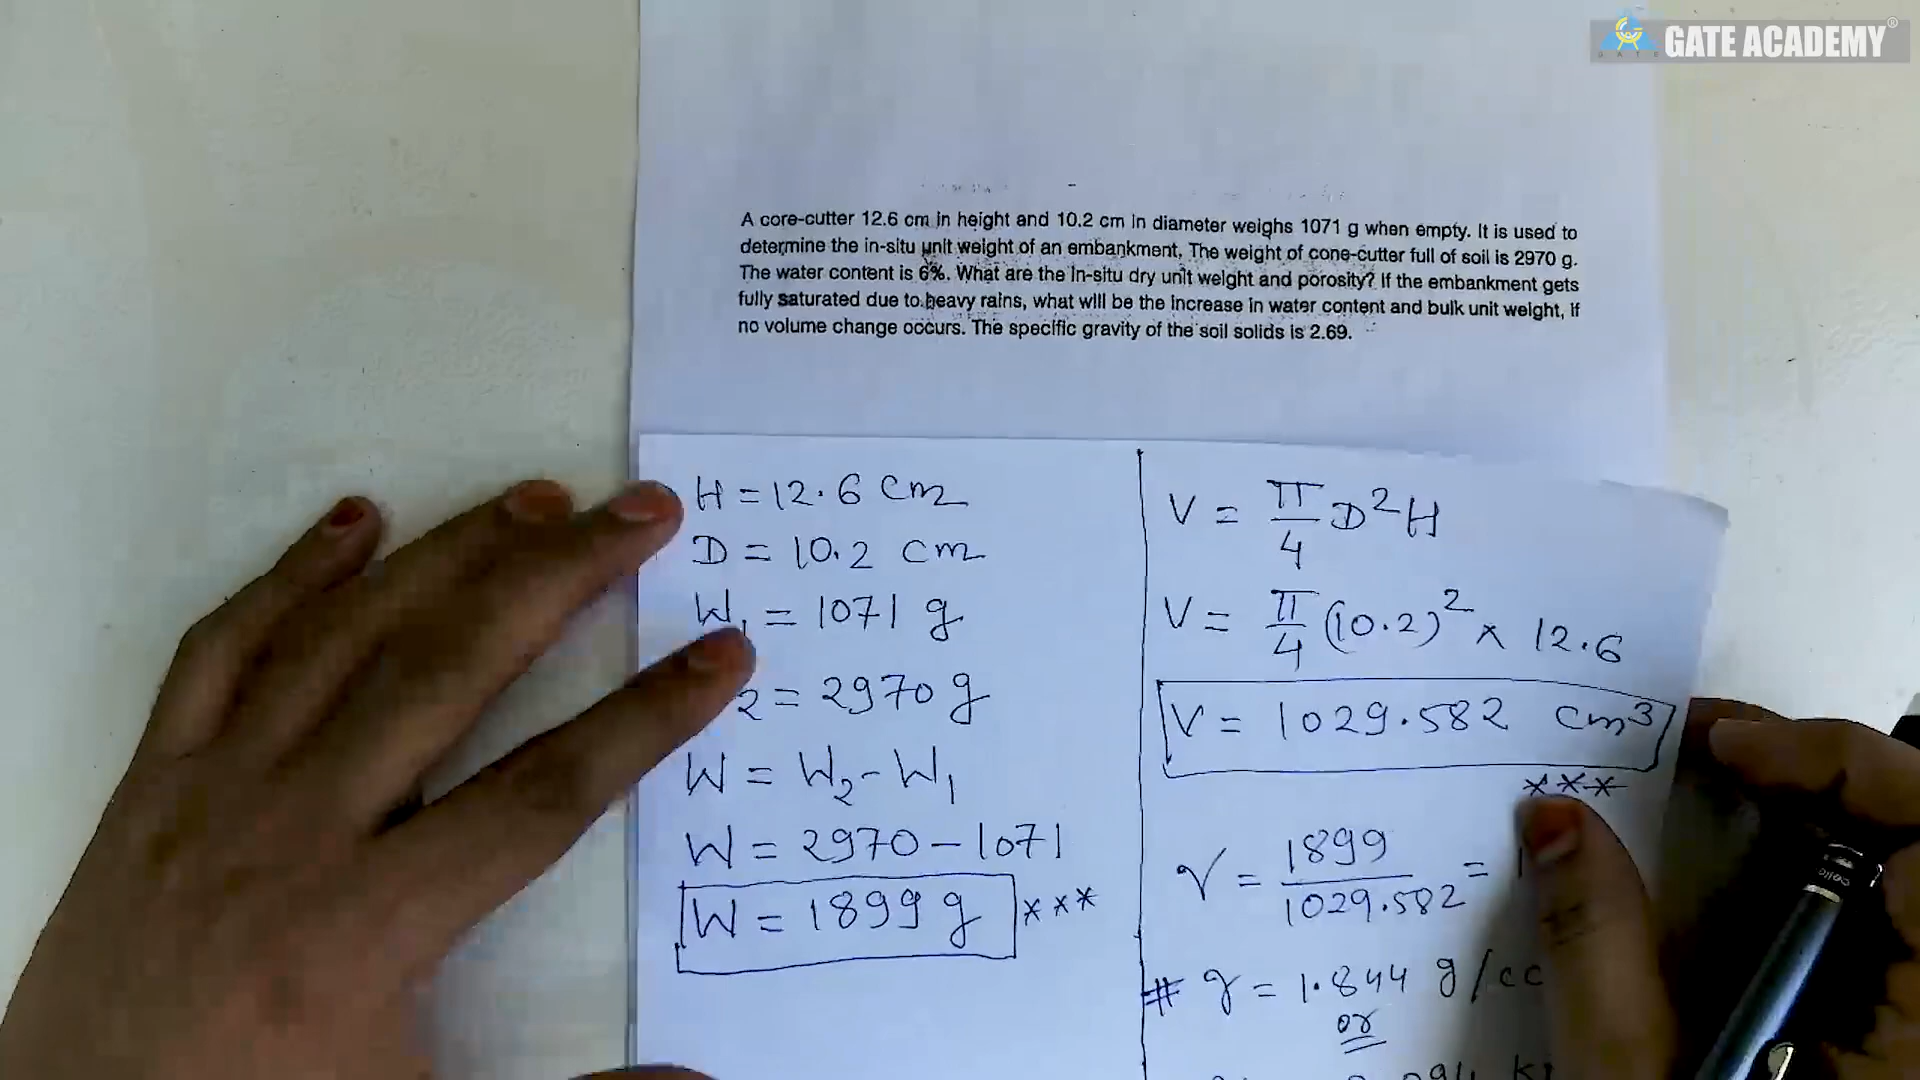 GATE ACADEMY®
GATE
A core-cutter 12.6 cm in height and 10.2 cm in diameter weighs 1071 g when empty. It is used to
determine the in-situ unit weight of an embankment. The weight of cone-cutter full of soil is 2970 g.
The water content is 6%. What are the in-situ dry unit weight and porosity? If the embankment gets
fully saturated due to heavy rains, what will be the increase in water content and bulk unit weight, if
no volume change occurs. The specific gravity of the soil solids is 2.69.
H = 12.6 cm
D = 10.2 cm
W₁ = 1071 g
2 = 2970 g
W = W₂ - W₁
W = 2970 - 1071
W = 1899 g ***
V = π/4 D²H
V = π/4 (10.2)² × 12.6
V = 1029.582 cm³
***
γ = 1899/1029.582 = 1
# γ = 1.844 g/cc
or